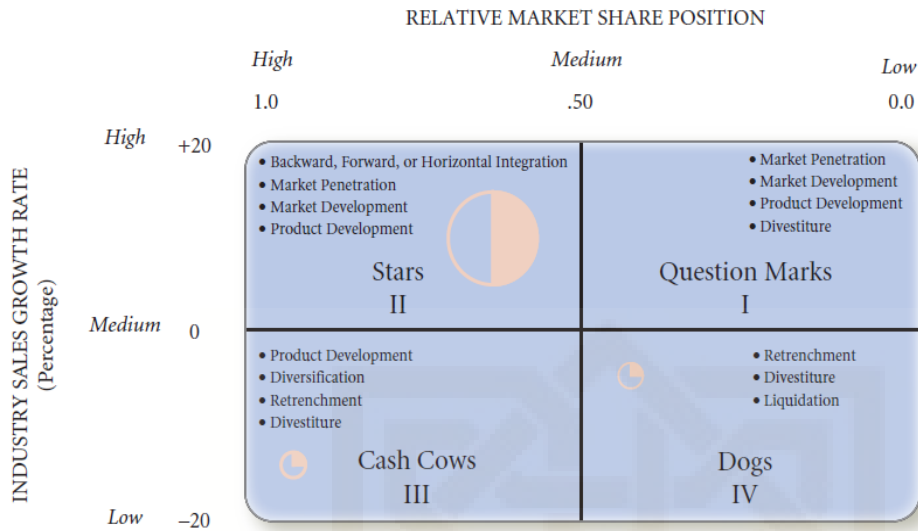 RELATIVE MARKET SHARE POSITION
High
Medium
Low
1.0
.50
0.0
INDUSTRY SALES GROWTH RATE
(Percentage)
High
+20
• Backward, Forward, or Horizontal Integration
• Market Penetration
• Market Development
• Product Development
Stars
II
• Market Penetration
• Market Development
• Product Development
• Divestiture
Question Marks
I
Medium
0
• Product Development
• Diversification
• Retrenchment
• Divestiture
Cash Cows
III
• Retrenchment
• Divestiture
• Liquidation
Dogs
IV
Low
–20